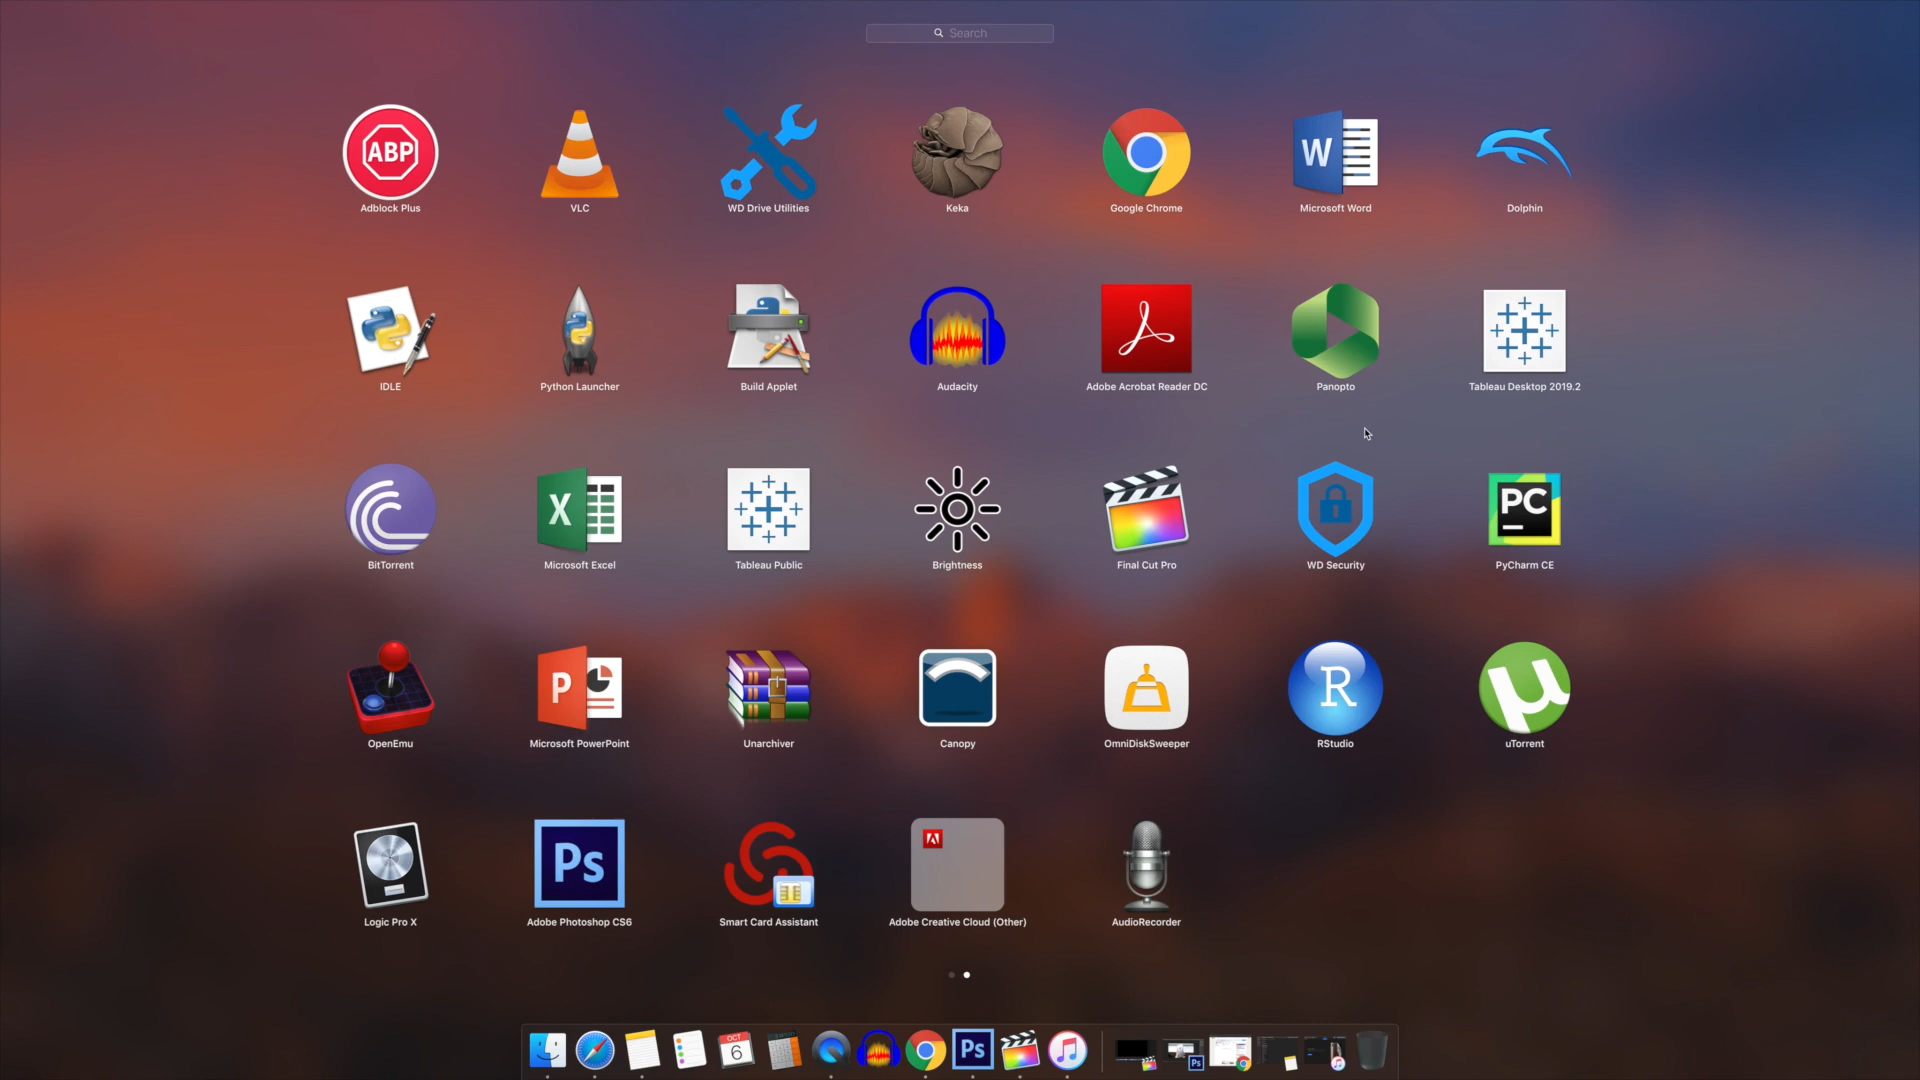 Search
ABP
W
Adblock Plus
VLC
WD Drive Utilities
Keka
Google Chrome
Microsoft Word
Dolphin
IDLE
Python Launcher
Build Applet
Audacity
Adobe Acrobat Reader DC
Panopto
Tableau Desktop 2019.2
X
PC
BitTorrent
Microsoft Excel
Tableau Public
Brightness
Final Cut Pro
WD Security
PyCharm CE
P
R
µ
OpenEmu
Microsoft PowerPoint
Unarchiver
Canopy
OmniDiskSweeper
RStudio
uTorrent
Ps
Logic Pro X
Adobe Photoshop CS6
Smart Card Assistant
Adobe Creative Cloud (Other)
AudioRecorder
OCT
6
Ps
Ps